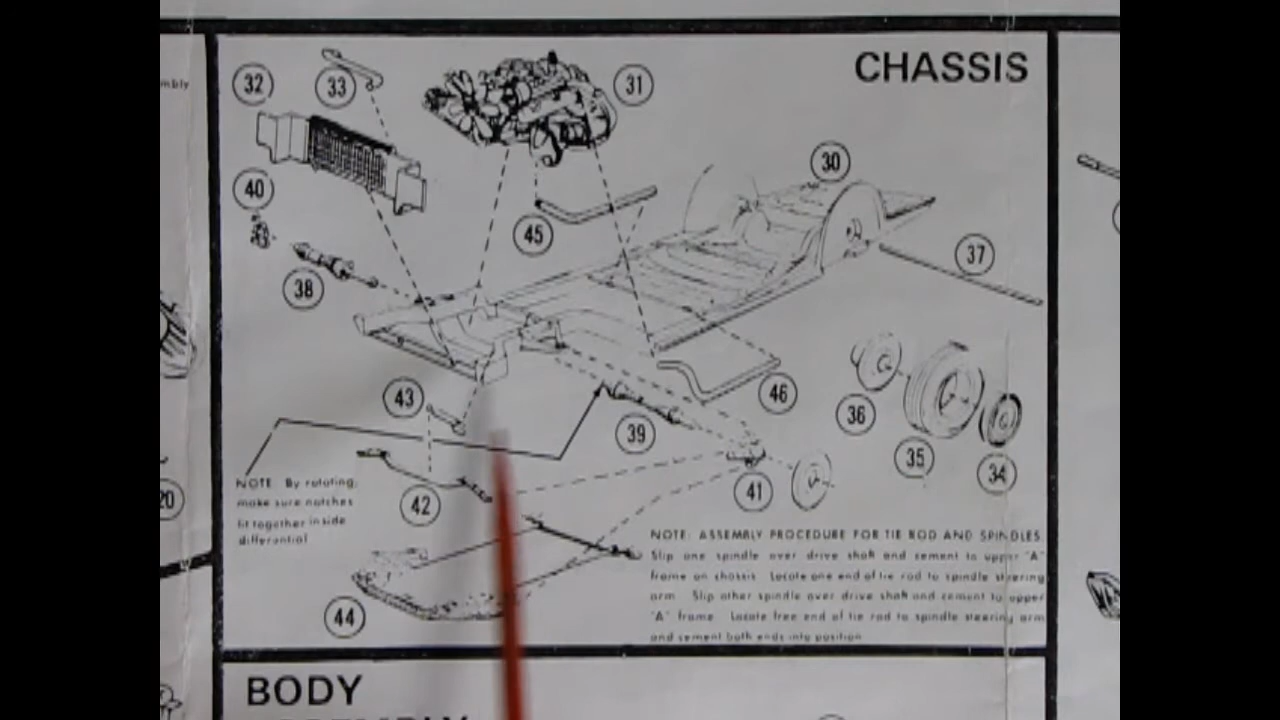 CHASSIS
mbly
32
33
31
30
40
45
37
38
43
46
36
39
35
34
41
42
20
44
NOTE: By rotating,
make sure notches
fit together inside
differential
NOTE: ASSEMBLY PROCEDURE FOR TIE ROD AND SPINDLES
Slip one spindle over drive shaft and cement to upper "A"
frame on chassis Locate one end of tie rod to spindle steering
arm Slip other spindle over drive shaft and cement to upper
"A" frame Locate free end of tie rod to spindle steering arm
and cement both ends into position
BODY